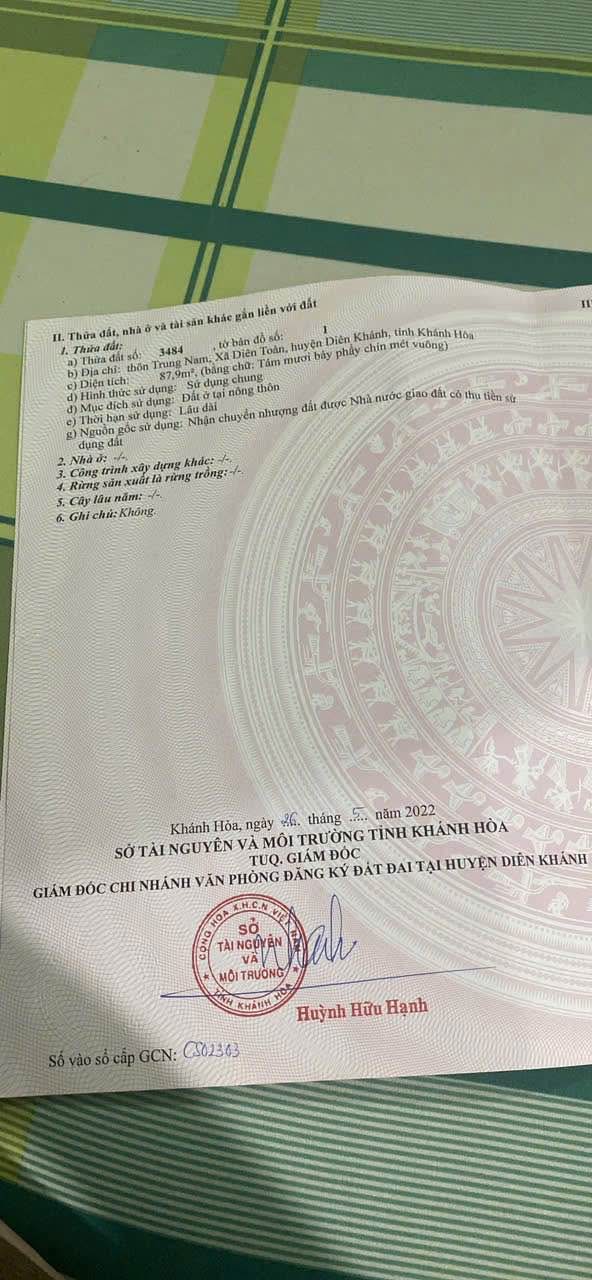 II. Thửa đất, nhà ở và tài sản khác gắn liền với đất
1. Thửa đất:
a) Thửa đất số: 3484 , tờ bản đồ số: 1
b) Địa chỉ: thôn Trung Nam, Xã Diên Toàn, huyện Diên Khánh, tỉnh Khánh Hòa
c) Diện tích: 87,9m², (bằng chữ: Tám mươi bảy phẩy chín mét vuông)
d) Hình thức sử dụng: Sử dụng chung
đ) Mục đích sử dụng: Đất ở tại nông thôn
e) Thời hạn sử dụng: Lâu dài
g) Nguồn gốc sử dụng: Nhận chuyển nhượng đất được Nhà nước giao đất có thu tiền sử
dụng đất
2. Nhà ở: -/-.
3. Công trình xây dựng khác: -/-.
4. Rừng sản xuất là rừng trồng: -/-.
5. Cây lâu năm: -/-.
6. Ghi chú: Không.
Khánh Hòa, ngày 26 tháng 5 năm 2022
SỞ TÀI NGUYÊN VÀ MÔI TRƯỜNG TỈNH KHÁNH HÒA
TUQ. GIÁM ĐỐC
GIÁM ĐỐC CHI NHÁNH VĂN PHÒNG ĐĂNG KÝ ĐẤT ĐAI TẠI HUYỆN DIÊN KHÁNH
CỘNG HÒA X.H.C.N VIỆT NAM
SỞ
TÀI NGUYÊN
VÀ
MÔI TRƯỜNG
TỈNH KHÁNH HÒA
Huỳnh Hữu Hạnh
Số vào sổ cấp GCN: CS02303